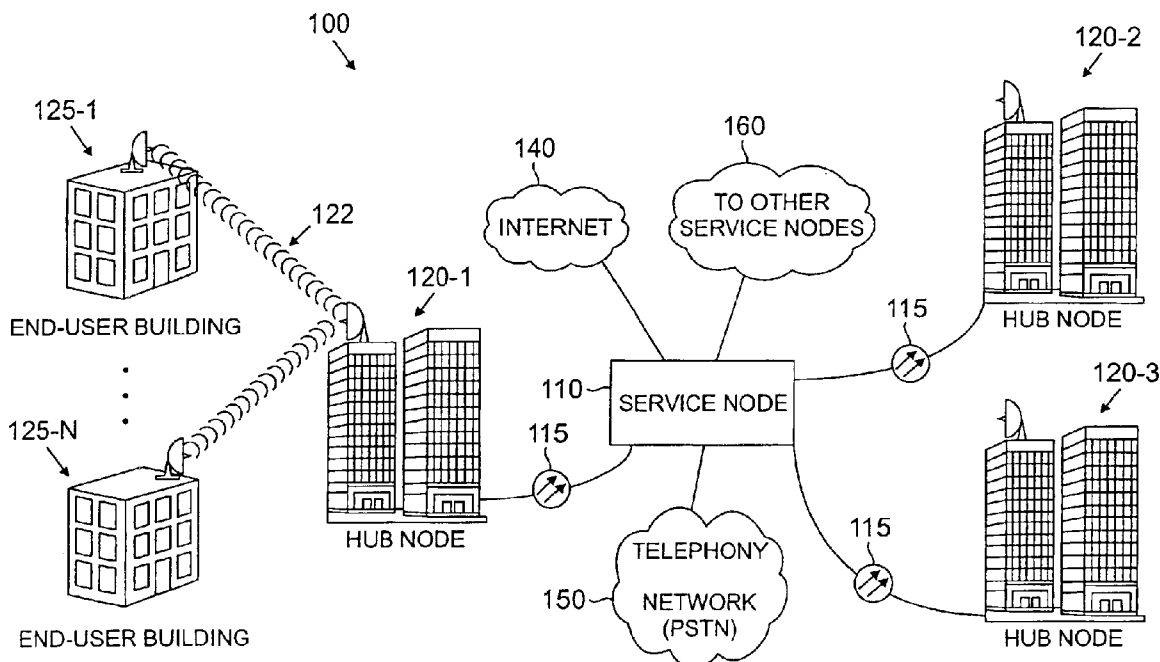 100
120-2
125-1
140
160
INTERNET
TO OTHER
SERVICE NODES
122
120-1
END-USER BUILDING
HUB NODE
115
110
SERVICE NODE
120-3
125-N
115
HUB NODE
TELEPHONY
NETWORK
(PSTN)
150
115
END-USER BUILDING
HUB NODE